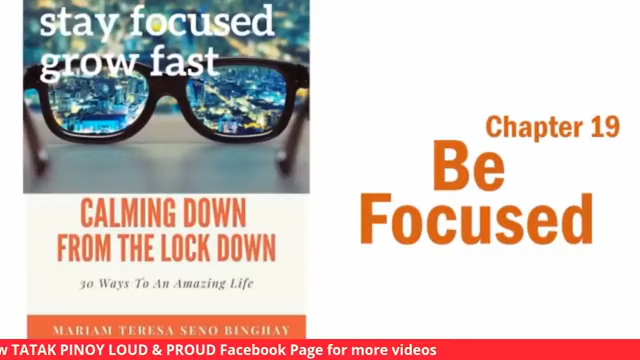 stay focused
grow fast
CALMING DOWN
FROM THE LOCK DOWN
30 Ways To An Amazing Life
MARIAM TERESA SENO BINGHAY
Chapter 19
Be
Focused
TATAK PINOY LOUD & PROUD Facebook Page for more videos